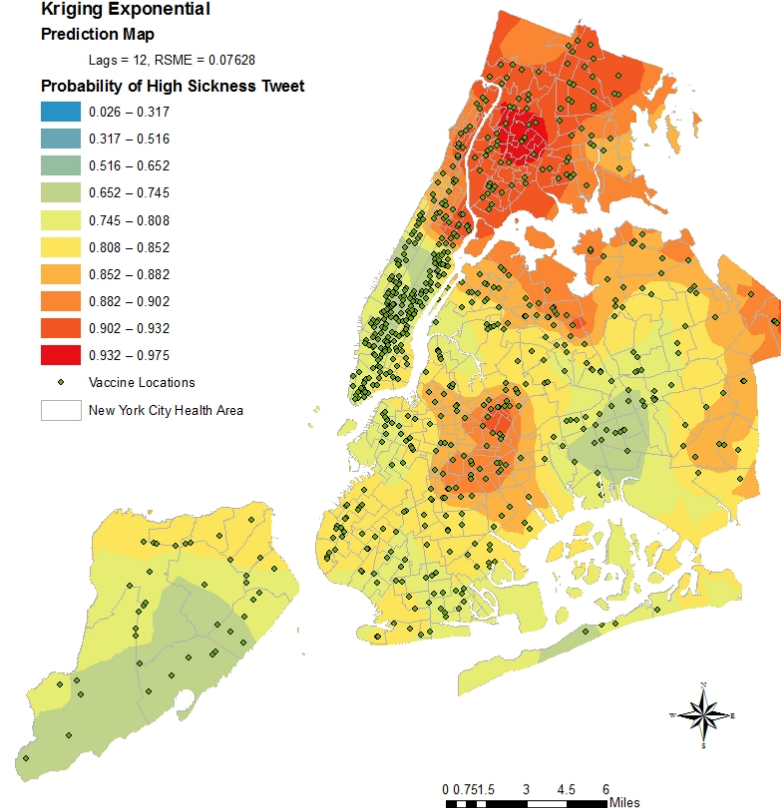 Kriging Exponential
Prediction Map
Lags = 12, RSME = 0.07628
Probability of High Sickness Tweet
0.026 – 0.317
0.317 – 0.516
0.516 – 0.652
0.652 – 0.745
0.745 – 0.808
0.808 – 0.852
0.852 – 0.882
0.882 – 0.902
0.902 – 0.932
0.932 – 0.975
Vaccine Locations
New York City Health Area
N
W E
S
0 0.751.5 3 4.5 6
Miles